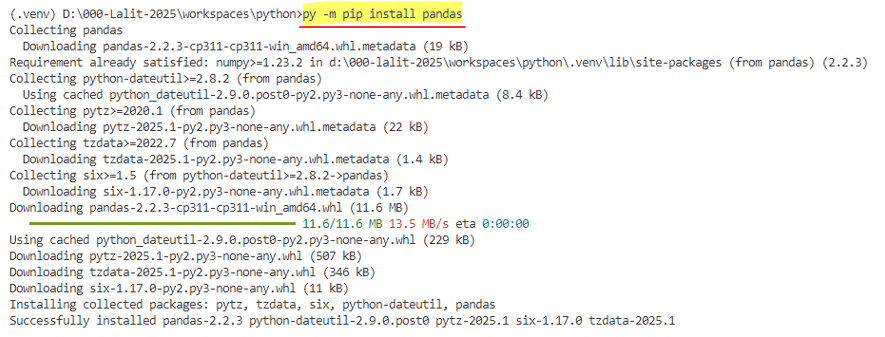 (.venv) D:\000-Lalit-2025\workspaces\python>py -m pip install pandas
Collecting pandas
  Downloading pandas-2.2.3-cp311-cp311-win_amd64.whl.metadata (19 kB)
Requirement already satisfied: numpy>=1.23.2 in d:\000-lalit-2025\workspaces\python\.venv\lib\site-packages (from pandas) (2.2.3)
Collecting python-dateutil>=2.8.2 (from pandas)
  Using cached python_dateutil-2.9.0.post0-py2.py3-none-any.whl.metadata (8.4 kB)
Collecting pytz>=2020.1 (from pandas)
  Downloading pytz-2025.1-py2.py3-none-any.whl.metadata (22 kB)
Collecting tzdata>=2022.7 (from pandas)
  Downloading tzdata-2025.1-py2.py3-none-any.whl.metadata (1.4 kB)
Collecting six>=1.5 (from python-dateutil>=2.8.2->pandas)
  Downloading six-1.17.0-py2.py3-none-any.whl.metadata (1.7 kB)
Downloading pandas-2.2.3-cp311-cp311-win_amd64.whl (11.6 MB)
   11.6/11.6 MB 13.5 MB/s eta 0:00:00
Using cached python_dateutil-2.9.0.post0-py2.py3-none-any.whl (229 kB)
Downloading pytz-2025.1-py2.py3-none-any.whl (507 kB)
Downloading tzdata-2025.1-py2.py3-none-any.whl (346 kB)
Downloading six-1.17.0-py2.py3-none-any.whl (11 kB)
Installing collected packages: pytz, tzdata, six, python-dateutil, pandas
Successfully installed pandas-2.2.3 python-dateutil-2.9.0.post0 pytz-2025.1 six-1.17.0 tzdata-2025.1